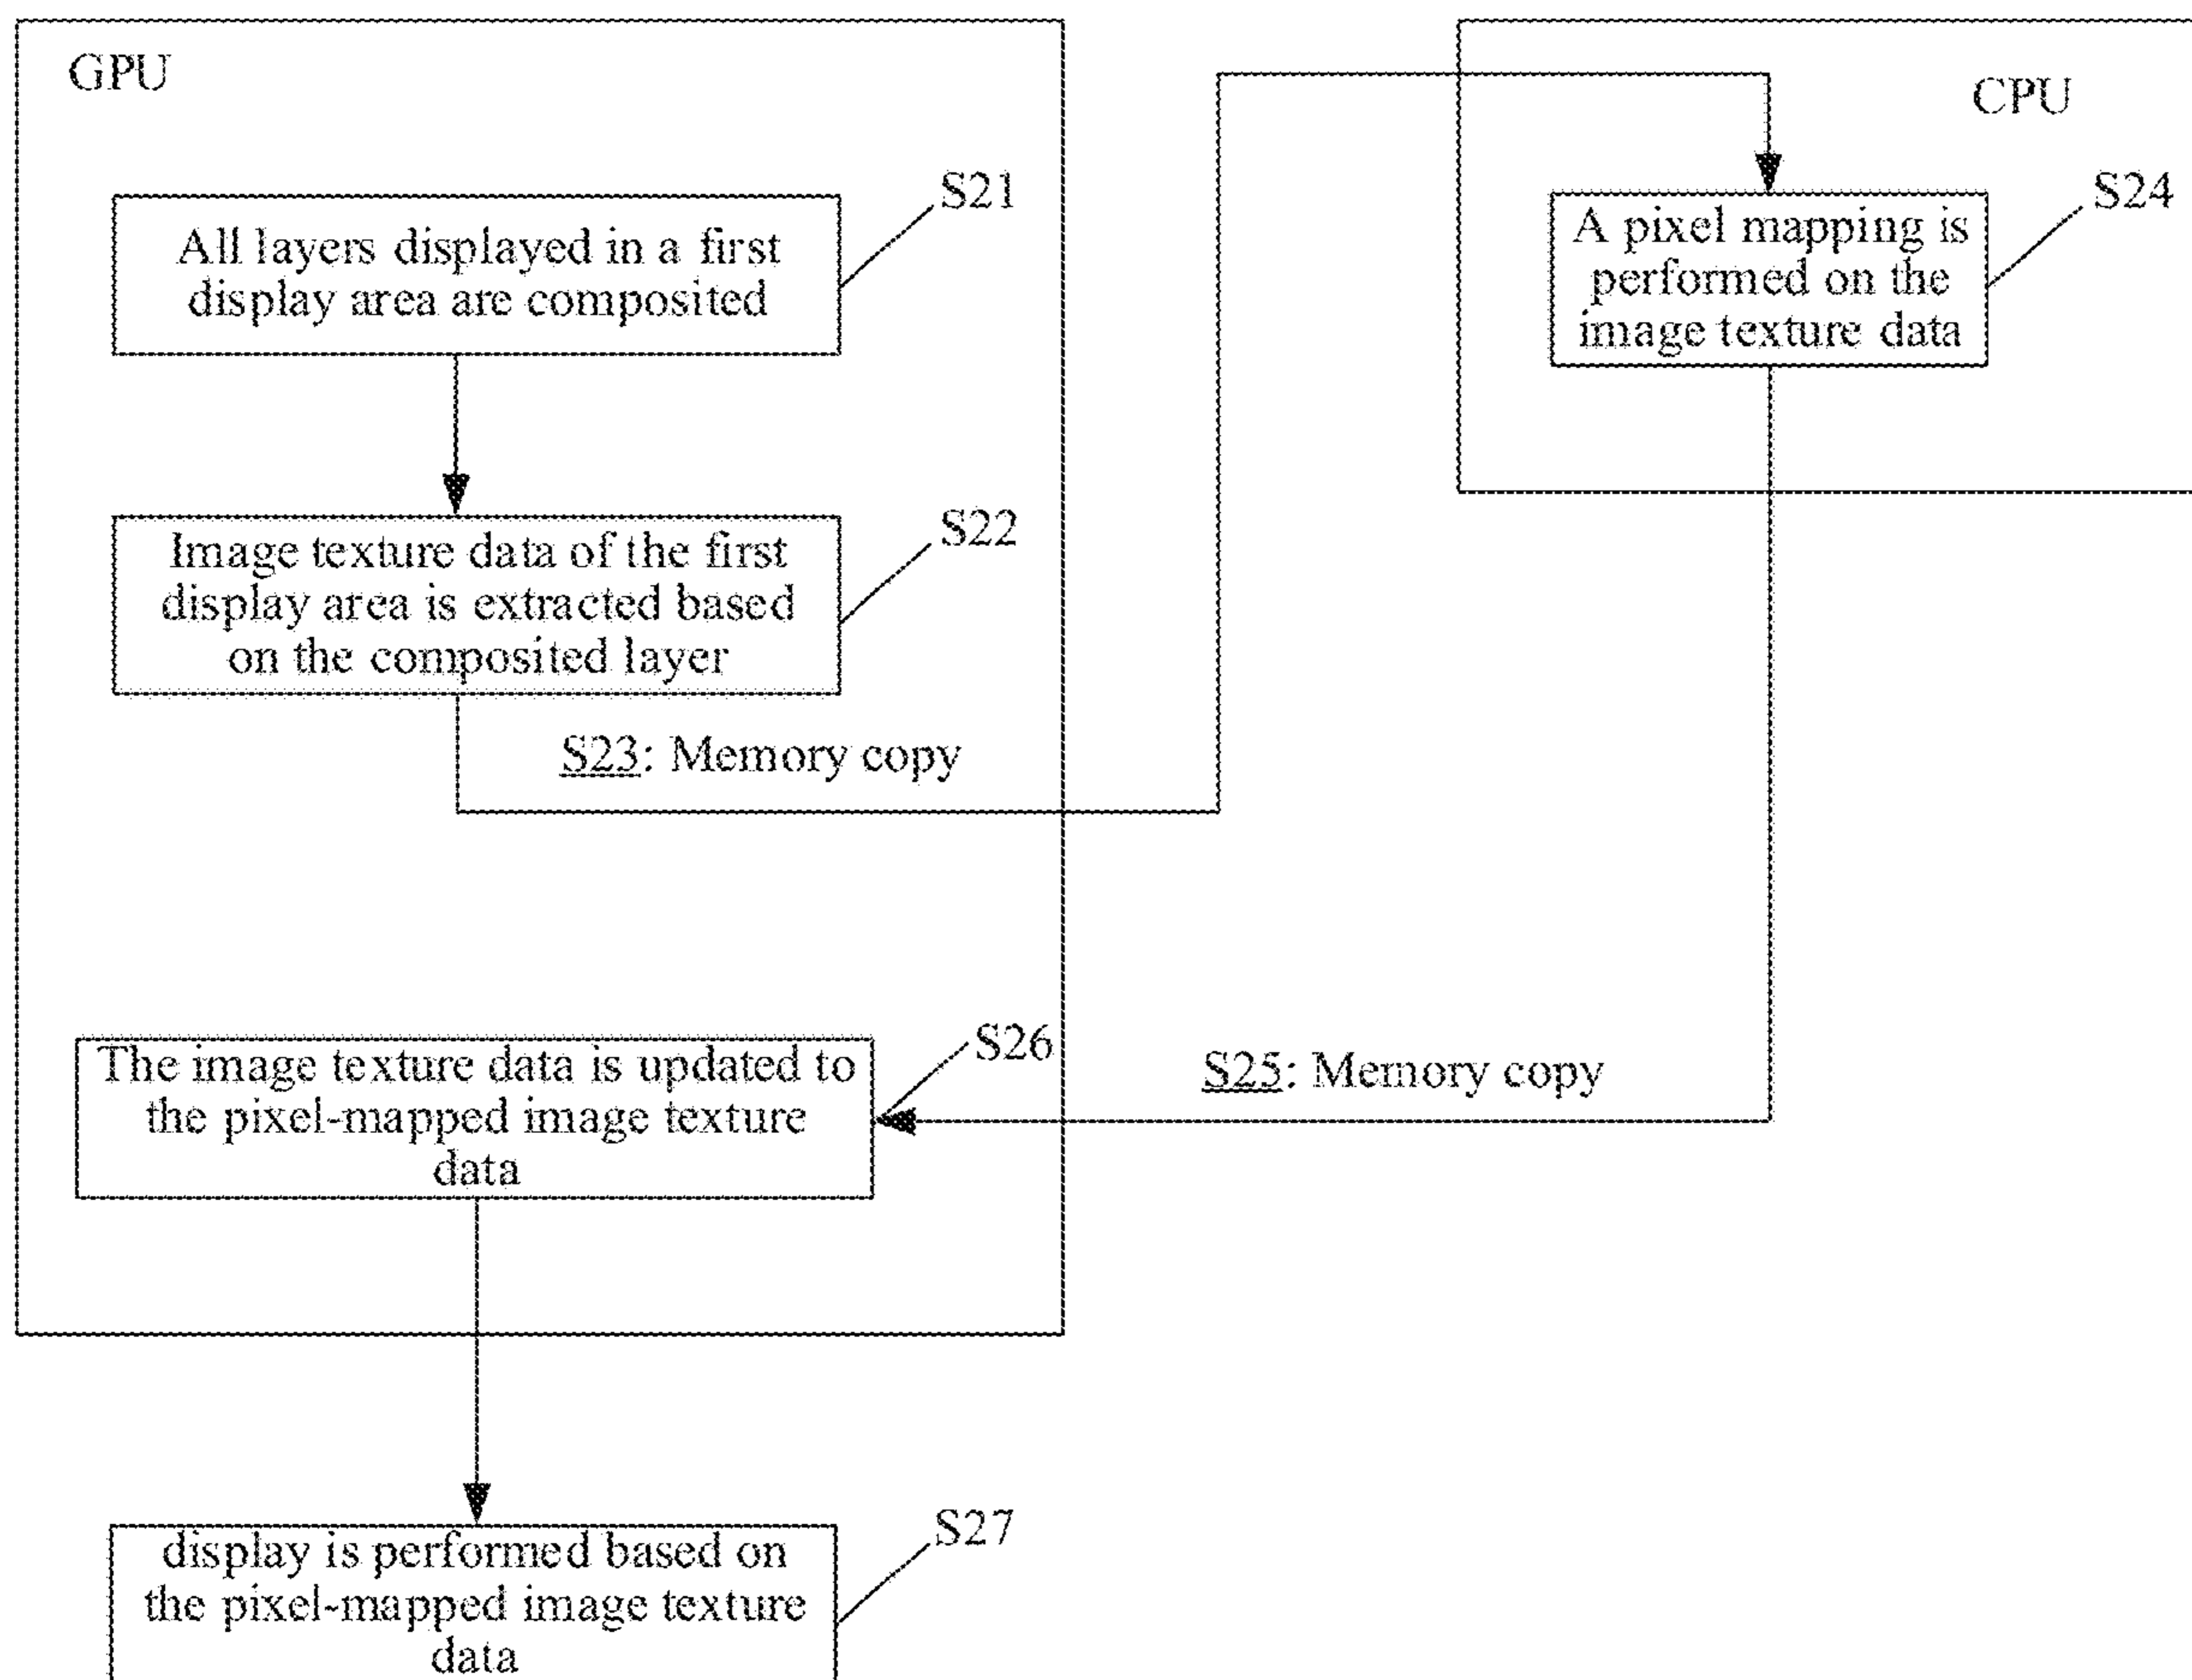 GPU
CPU
S21
All layers displayed in a first
display area are composited
S24
A pixel mapping is
performed on the
image texture data
S22
Image texture data of the first
display area is extracted based
on the composited layer
S23: Memory copy
S26
The image texture data is updated to
the pixel-mapped image texture
data
S25: Memory copy
S27
display is performed based on
the pixel-mapped image texture
data